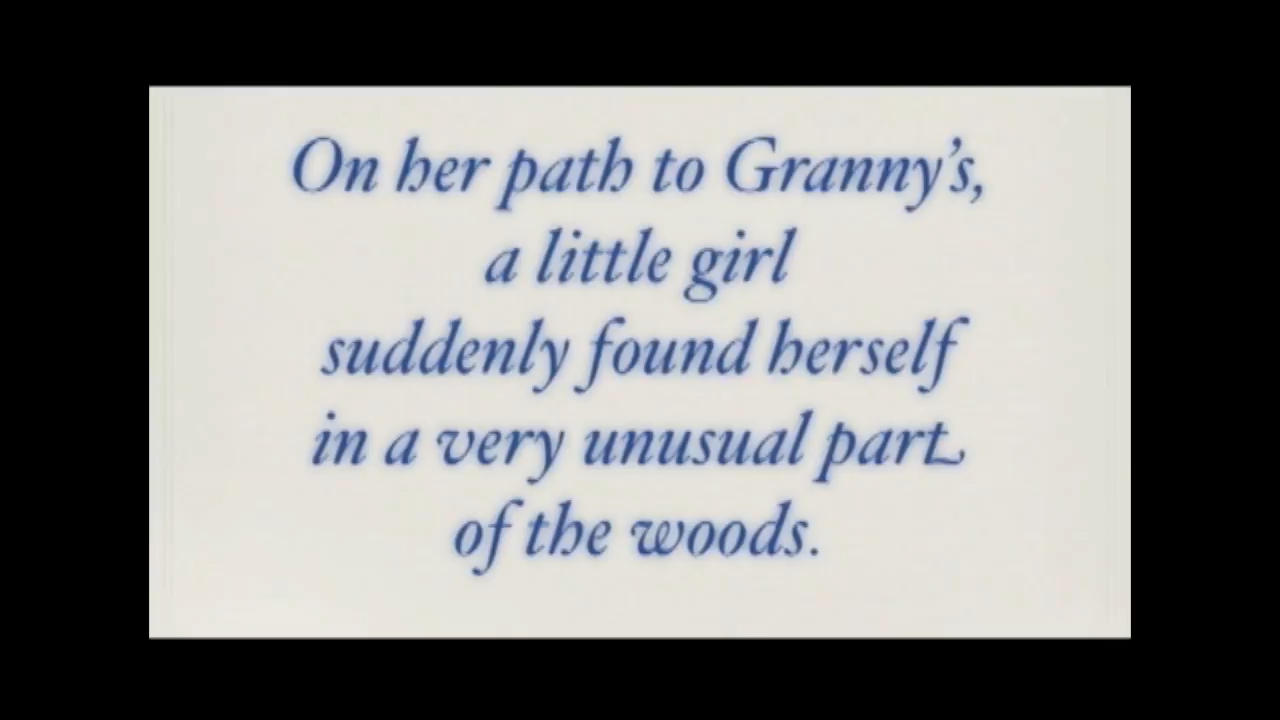 On her path to Granny's,
a little girl
suddenly found herself
in a very unusual part
of the woods.